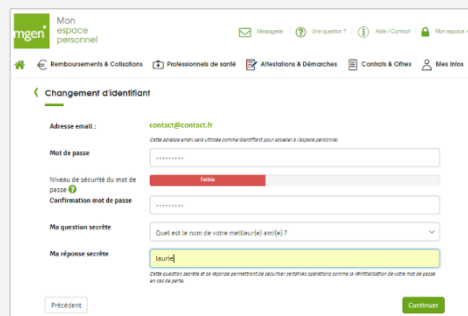 mgen
Mon
espace
personnel
Messagerie
Une question ?
Aide / Contact
Mon espace
Remboursements & Cotisations
Professionnels de santé
Attestations & Démarches
Contrats & Offres
Mes Infos
Changement d'identifiant
Adresse email :
contact@contact.fr
Cette adresse email sera utilisée comme identifiant pour accéder à l'espace personnel
Mot de passe
·········
Niveau de sécurité du mot de
passe ?
Faible
Confirmation mot de passe
·········
Ma question secrète
Quel est le nom de votre meilleur(e) ami(e) ?
Ma réponse secrète
laurie
Cette question secrète et sa réponse permettront de sécuriser certaines opérations comme la réinitialisation de votre mot de passe
en cas de perte.
Précédent
Continuer